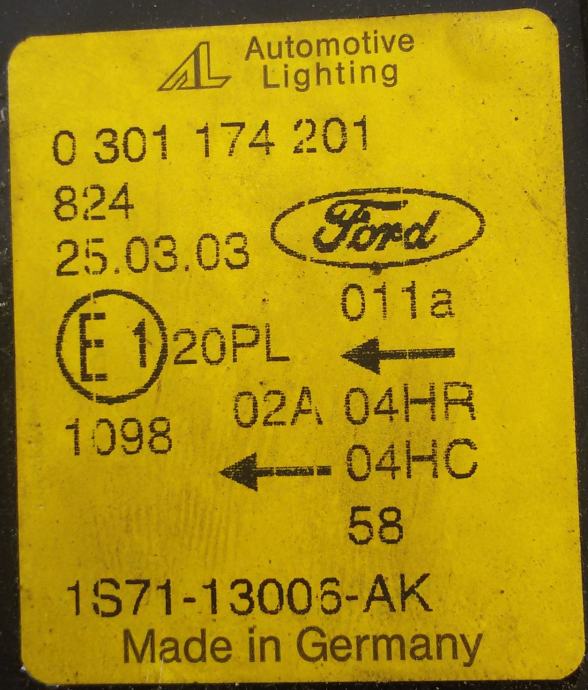 AL Automotive
Lighting
0 301 174 201
824
25.03.03
Ford
011a
E 1 20PL
02A 04HR
1098
04HC
58
1S71-13006-AK
Made in Germany